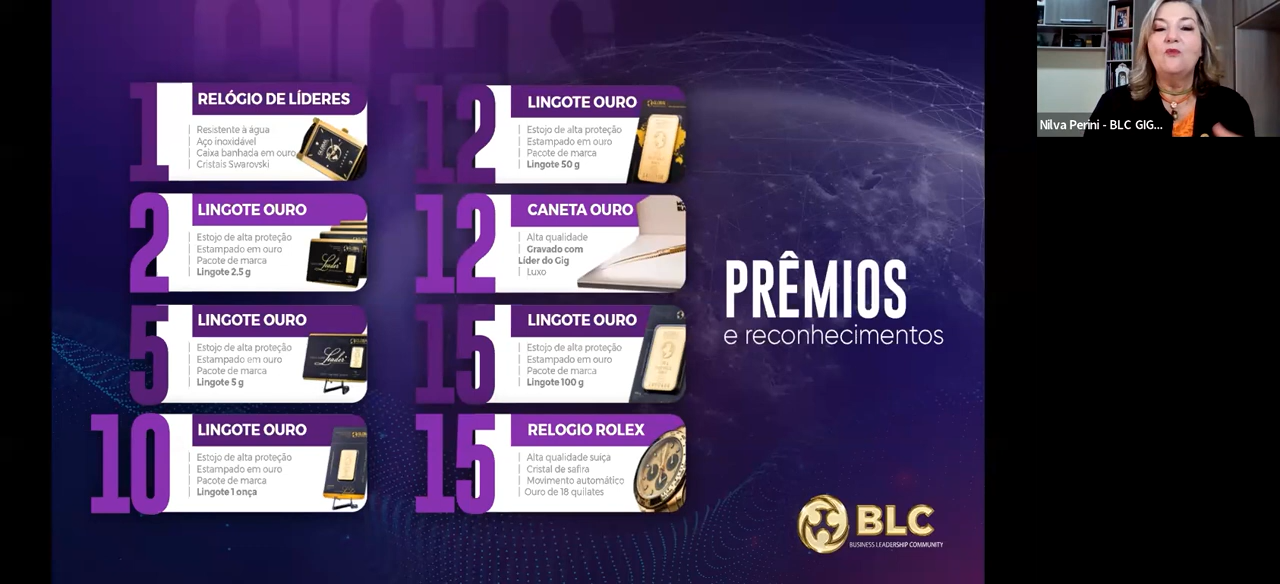 GIGS
1
RELÓGIO DE LÍDERES
| Resistente à água
| Aço inoxidável
| Caixa banhada em ouro
| Cristais Swarovski
2
LINGOTE OURO
| Estojo de alta proteção
| Estampado em ouro
| Pacote de marca
| Lingote 2,5 g
Leader
5
LINGOTE OURO
| Estojo de alta proteção
| Estampado em ouro
| Pacote de marca
| Lingote 5 g
Leader
10
LINGOTE OURO
| Estojo de alta proteção
| Estampado em ouro
| Pacote de marca
| Lingote 1 onça
12
LINGOTE OURO
| Estojo de alta proteção
| Estampado em ouro
| Pacote de marca
| Lingote 50 g
12
CANETA OURO
| Alta qualidade
| Gravado com
Líder do Gig
| Luxo
15
LINGOTE OURO
| Estojo de alta proteção
| Estampado em ouro
| Pacote de marca
| Lingote 100 g
15
RELOGIO ROLEX
| Alta qualidade suiça
| Cristal de safira
| Movimento automático
| Ouro de 18 quilates
PRÊMIOS
e reconhecimentos
BLC
BUSINESS LEADERSHIP COMMUNITY
Nilva Perini - BLC GIG...